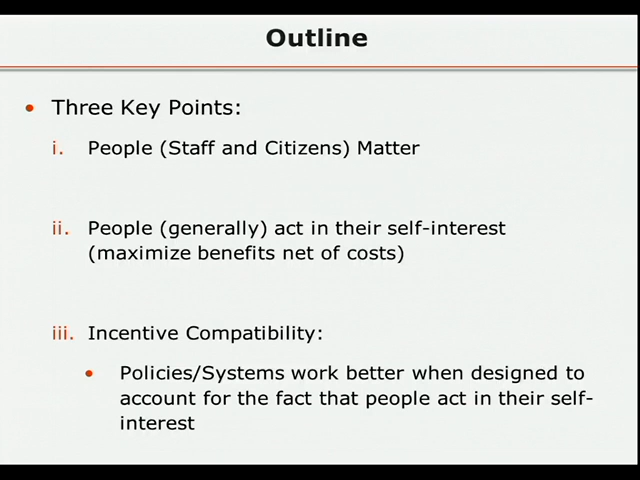 Outline
• Three Key Points:
i. People (Staff and Citizens) Matter
ii. People (generally) act in their self-interest
(maximize benefits net of costs)
iii. Incentive Compatibility:
• Policies/Systems work better when designed to
account for the fact that people act in their self-
interest